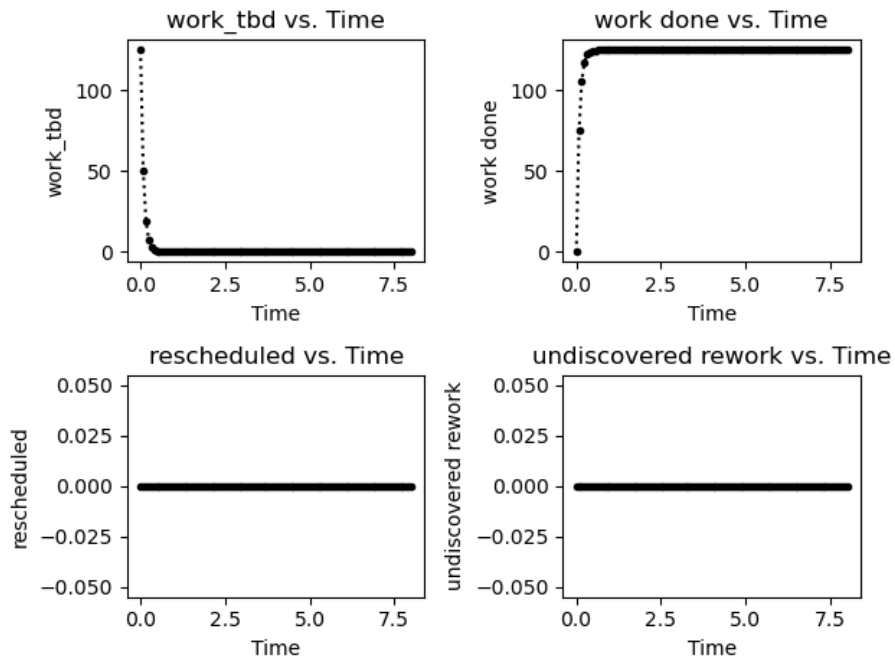 work_tbd vs. Time
work done vs. Time
100
50
0
work_tbd
0.0 2.5 5.0 7.5
Time
100
50
0
work done
0.0 2.5 5.0 7.5
Time
rescheduled vs. Time
undiscovered rework vs. Time
0.050
0.025
0.000
−0.025
−0.050
rescheduled
0.0 2.5 5.0 7.5
Time
0.050
0.025
0.000
−0.025
−0.050
undiscovered rework
0.0 2.5 5.0 7.5
Time